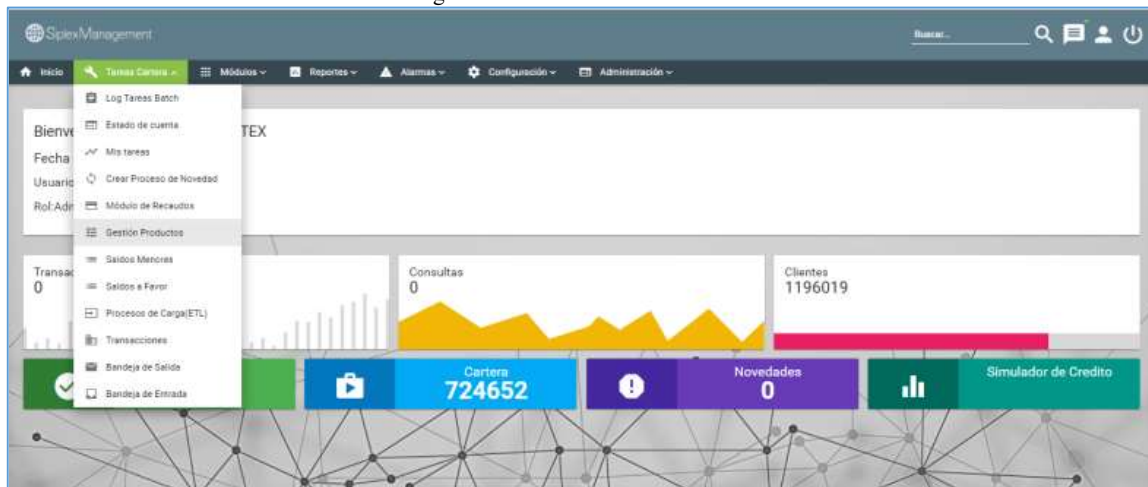 SiplexManagement
Buscar...
Inicio
Tareas Cartera
Módulos
Reportes
Alarmas
Configuración
Administración
Log Tareas Batch
Estado de cuenta
Mis tareas
Crear Proceso de Novedad
Módulo de Recaudos
Gestión Productos
Saldos Menores
Saldos a Favor
Procesos de Carga(ETL)
Transacciones
Bandeja de Salida
Bandeja de Entrada
Bienve
TEX
Fecha
Usuario
Rol:Adm
Transac
0
Consultas
0
Clientes
1196019
Cartera
724652
Novedades
0
Simulador de Credito